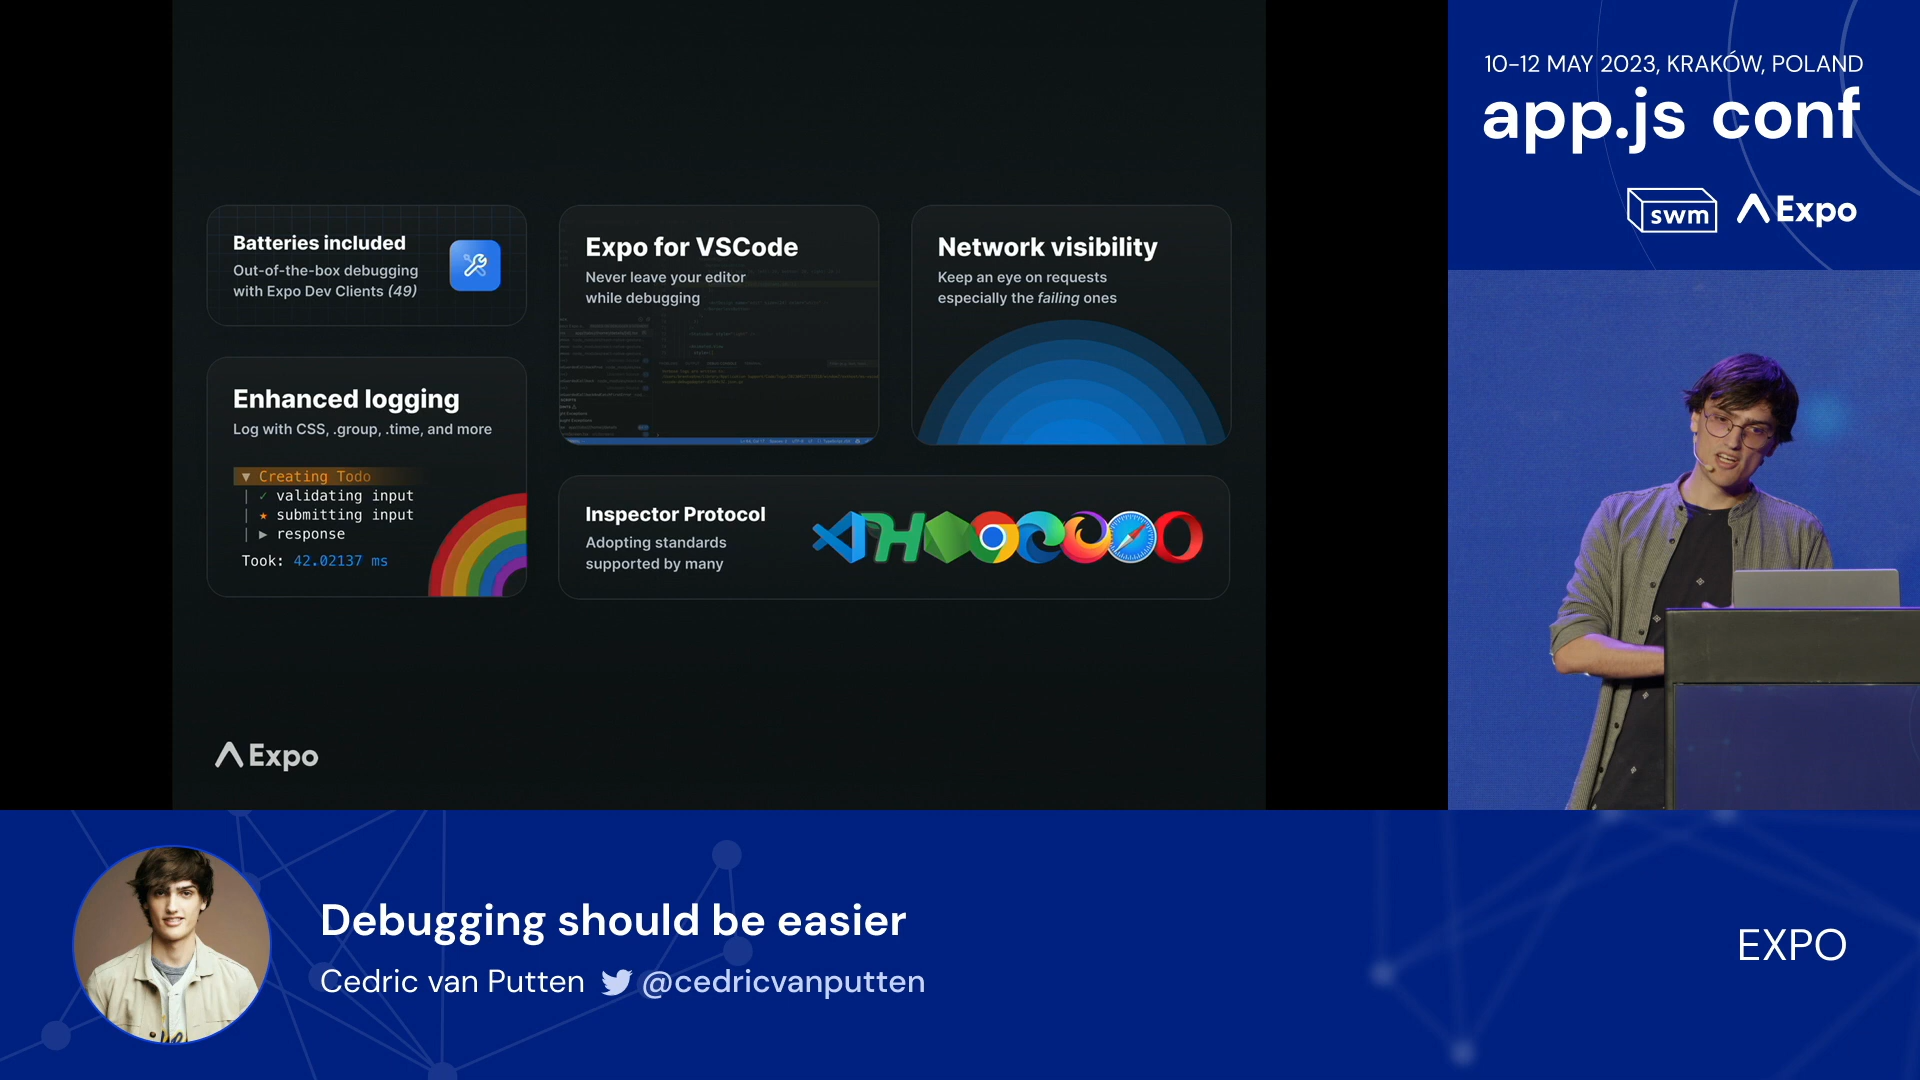 Batteries included
Out-of-the-box debugging
with Expo Dev Clients (49)
Enhanced logging
Log with CSS, .group, .time, and more
▼ Creating Todo
| ✓ validating input
| ★ submitting input
| ▶ response
Took: 42.02137 ms
Expo for VSCode
Never leave your editor
while debugging
Network visibility
Keep an eye on requests
especially the failing ones
Inspector Protocol
Adopting standards
supported by many
Expo
10-12 MAY 2023, KRAKÓW, POLAND
app.js conf
swm Expo
Debugging should be easier
Cedric van Putten @cedricvanputten
EXPO